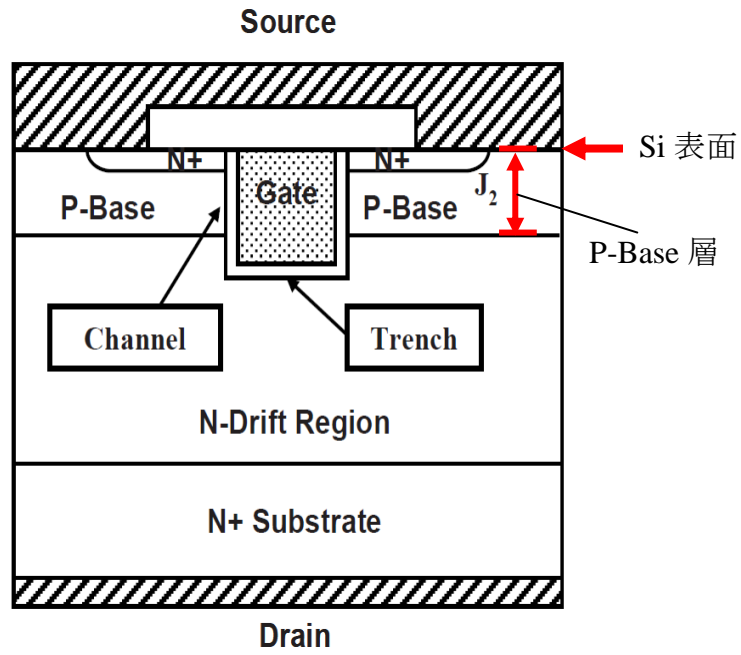 Source
Si 表面
N+
N+
Gate
J2
P-Base
P-Base
P-Base 層
Channel
Trench
N-Drift Region
N+ Substrate
Drain